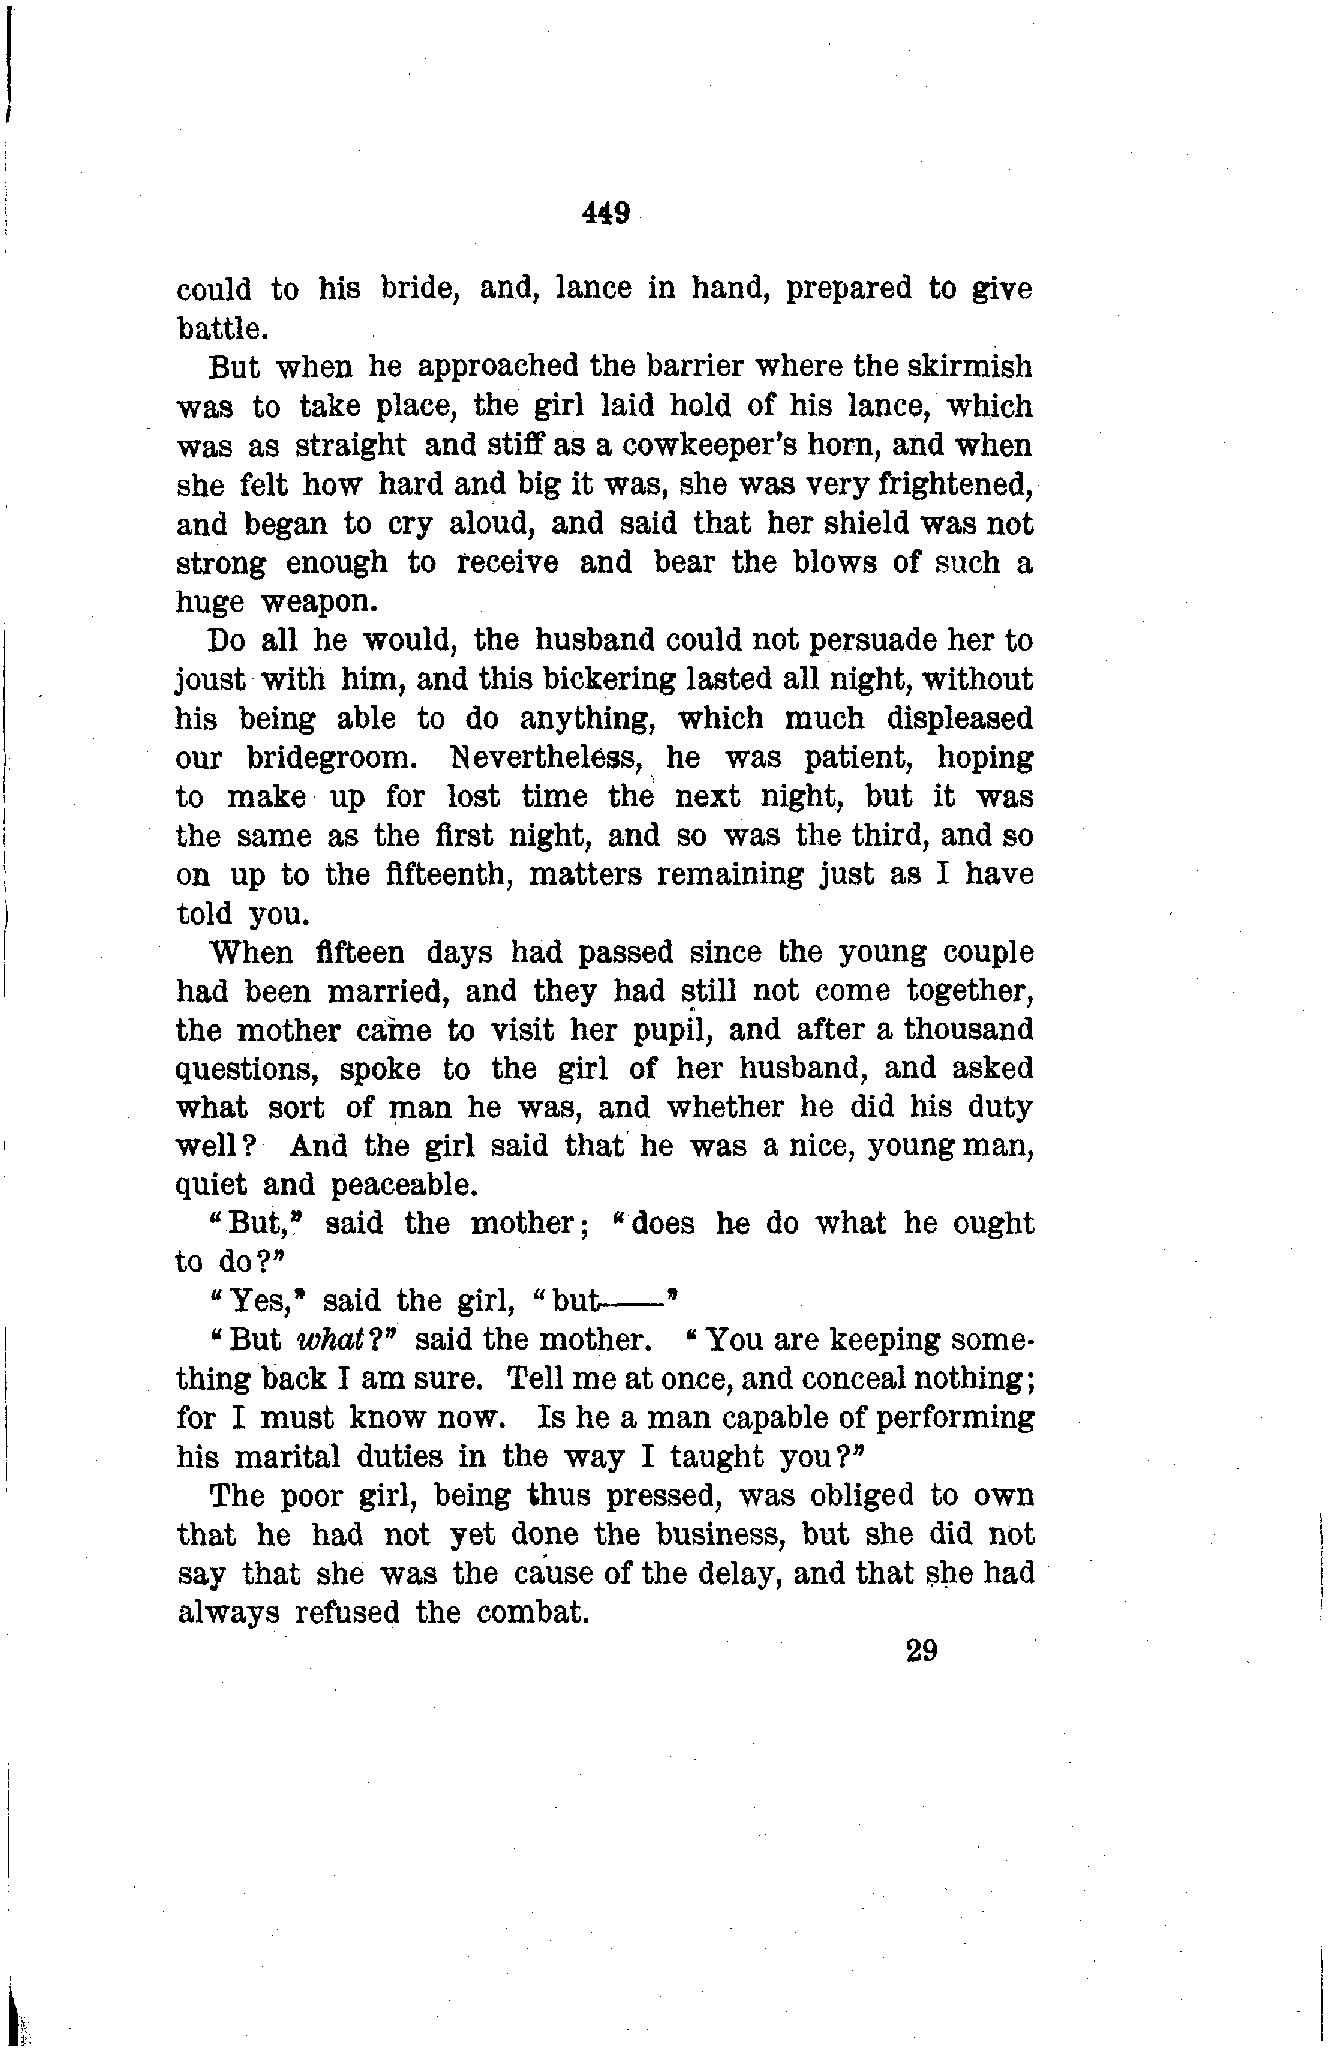 449
could to his bride, and, lance in hand, prepared to give
battle.
But when he approached the barrier where the skirmish
was to take place, the girl laid hold of his lance, which
was as straight and stiff as a cowkeeper's horn, and when
she felt how hard and big it was, she was very frightened,
and began to cry aloud, and said that her shield was not
strong enough to receive and bear the blows of such a
huge weapon.
Do all he would, the husband could not persuade her to
joust with him, and this bickering lasted all night, without
his being able to do anything, which much displeased
our bridegroom. Nevertheless, he was patient, hoping
to make up for lost time the next night, but it was
the same as the first night, and so was the third, and so
on up to the fifteenth, matters remaining just as I have
told you.
When fifteen days had passed since the young couple
had been married, and they had still not come together,
the mother came to visit her pupil, and after a thousand
questions, spoke to the girl of her husband, and asked
what sort of man he was, and whether he did his duty
well? And the girl said that he was a nice, young man,
quiet and peaceable.
“But,” said the mother; “does he do what he ought
to do?”
“Yes,” said the girl, “but——”
“But what?” said the mother. “You are keeping some-
thing back I am sure. Tell me at once, and conceal nothing;
for I must know now. Is he a man capable of performing
his marital duties in the way I taught you?”
The poor girl, being thus pressed, was obliged to own
that he had not yet done the business, but she did not
say that she was the cause of the delay, and that she had
always refused the combat.
29